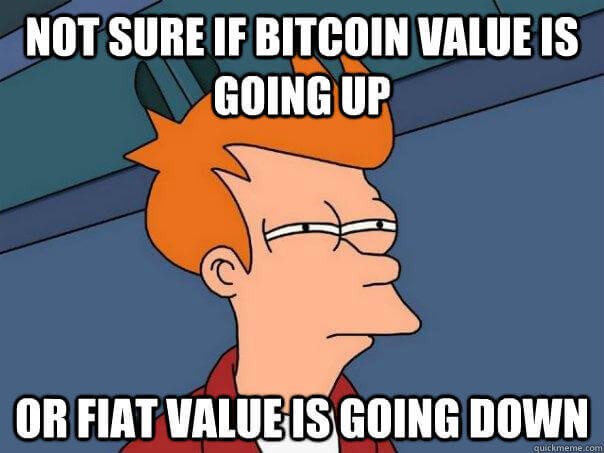 NOT SURE IF BITCOIN VALUE IS
GOING UP
OR FIAT VALUE IS GOING DOWN
quickmeme.com